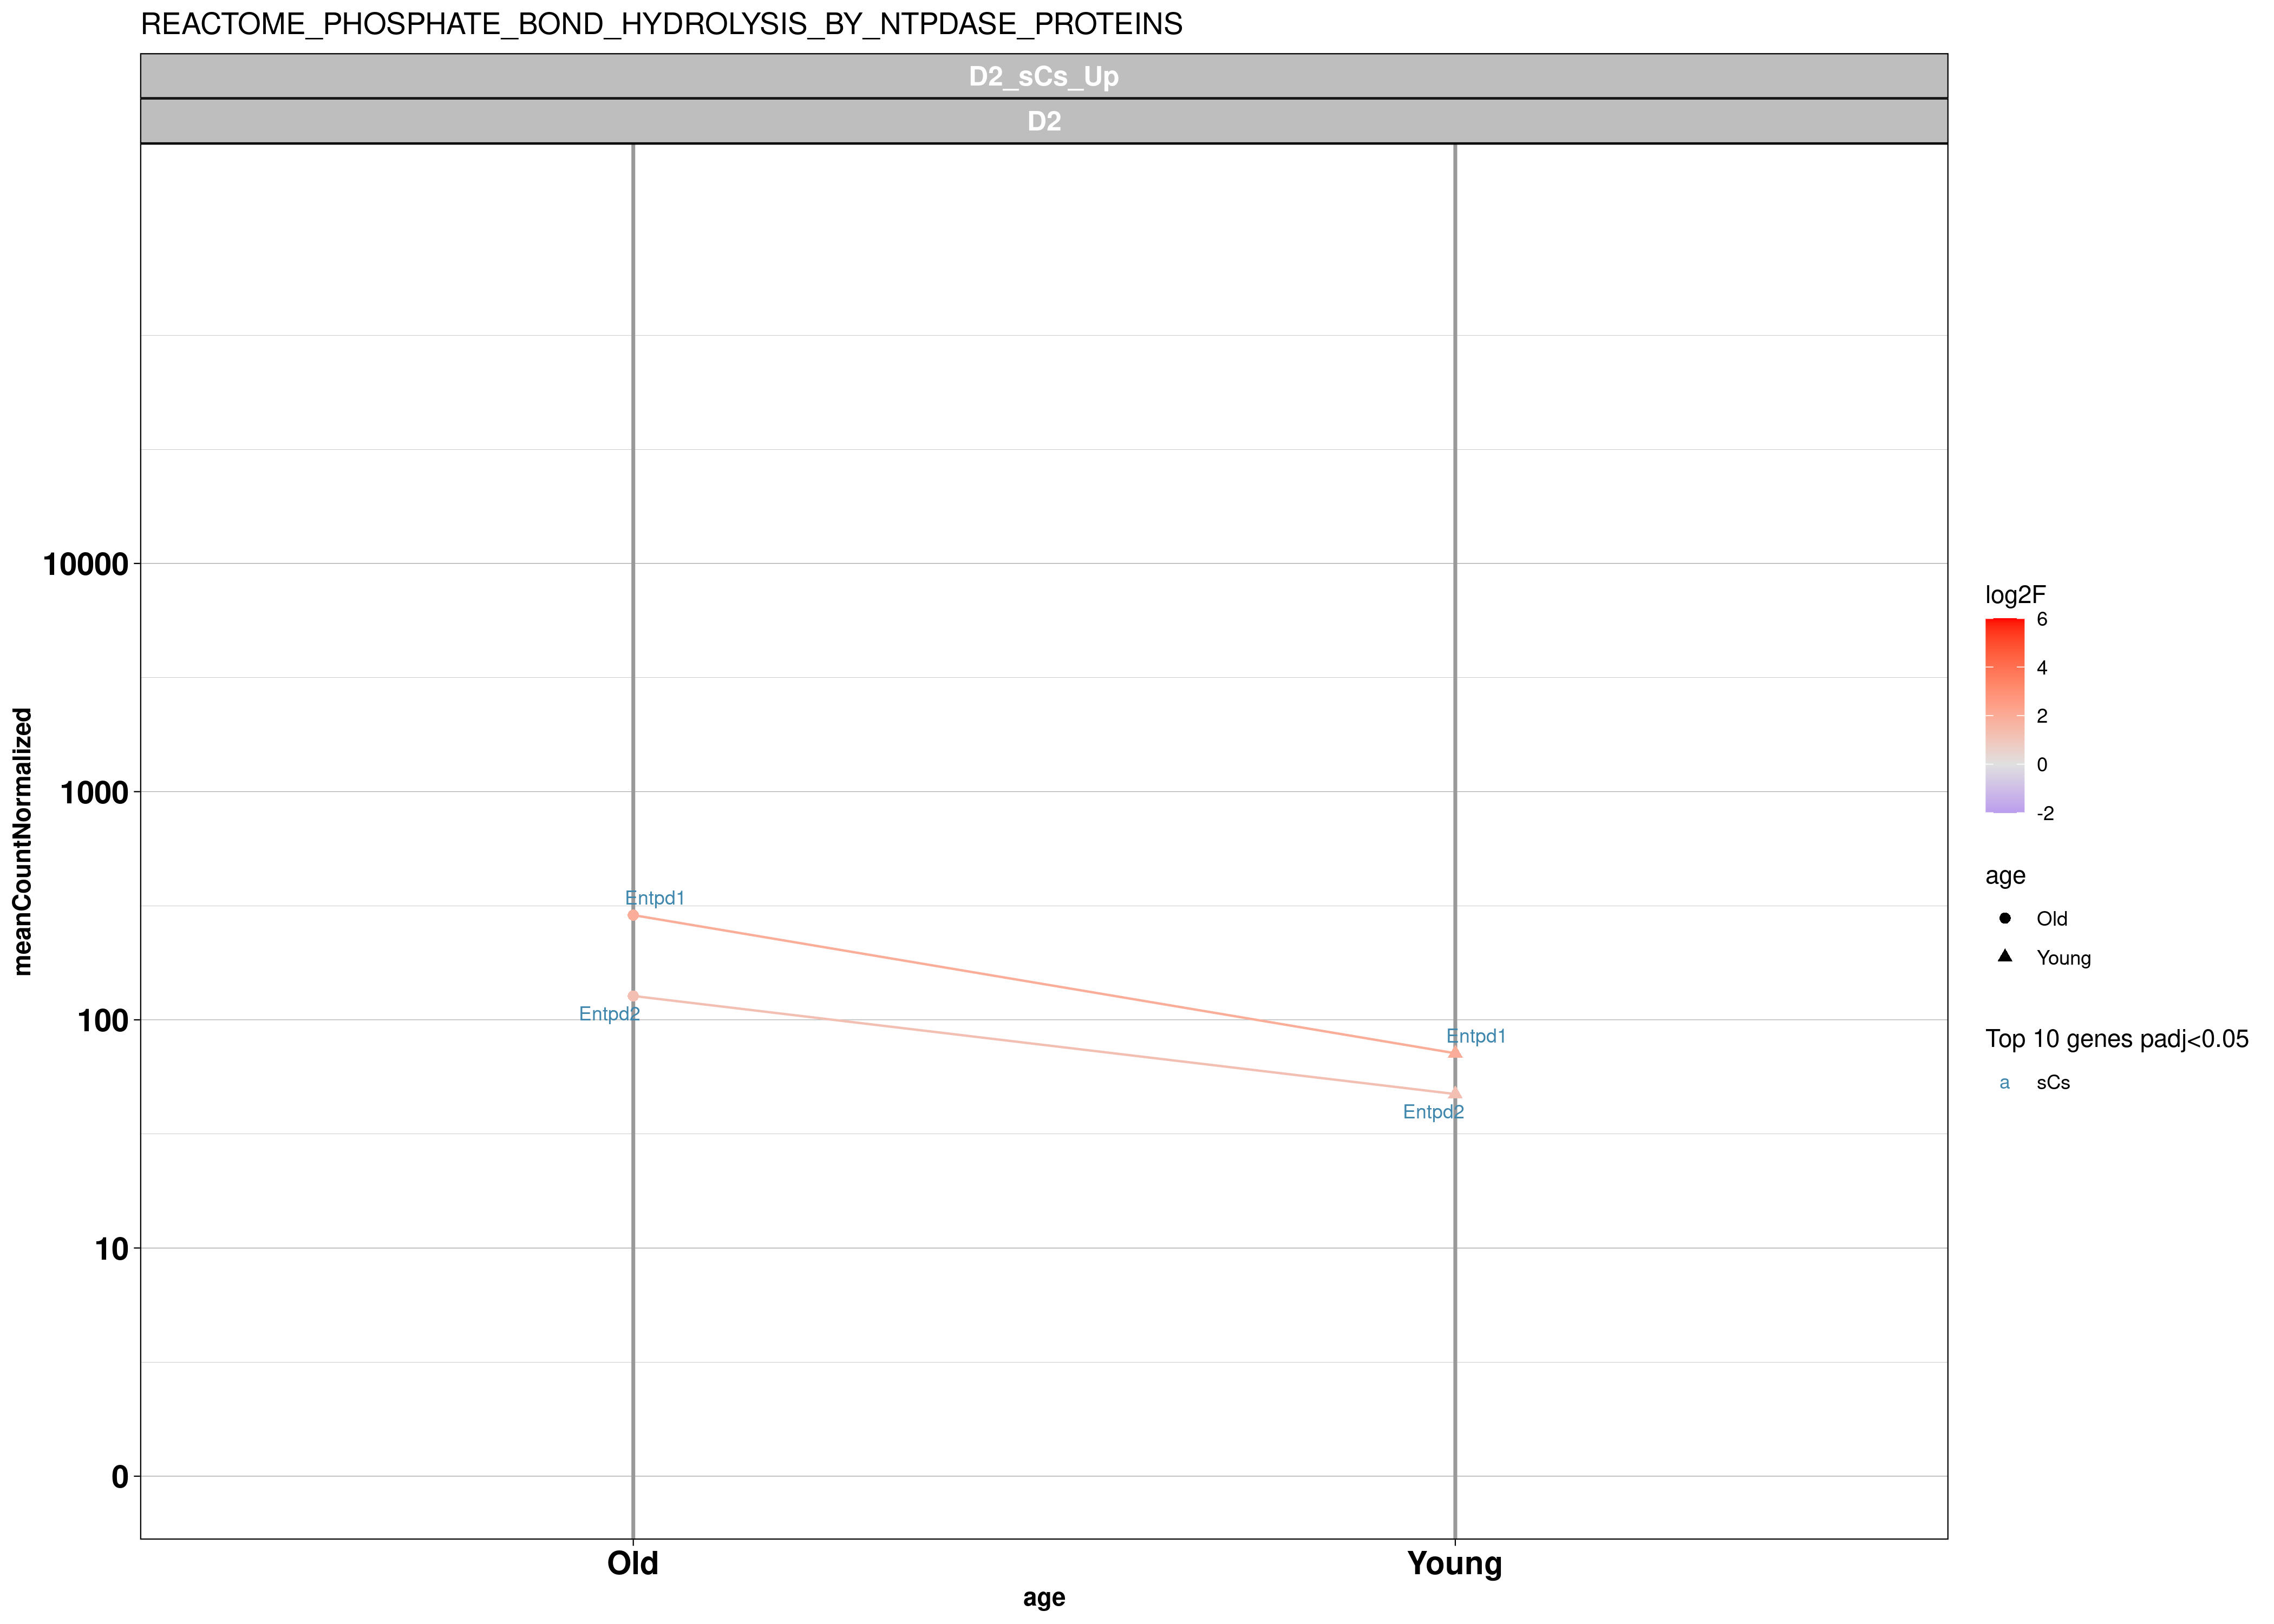 REACTOME_PHOSPHATE_BOND_HYDROLYSIS_BY_NTPDASE_PROTEINS
D2_sCs_Up
D2
10000
1000
100
10
0
meanCountNormalized
Entpd1
Entpd2
Entpd1
Entpd2
Old
Young
age
log2F
6
4
2
0
-2
age
Old
Young
Top 10 genes padj<0.05
a sCs